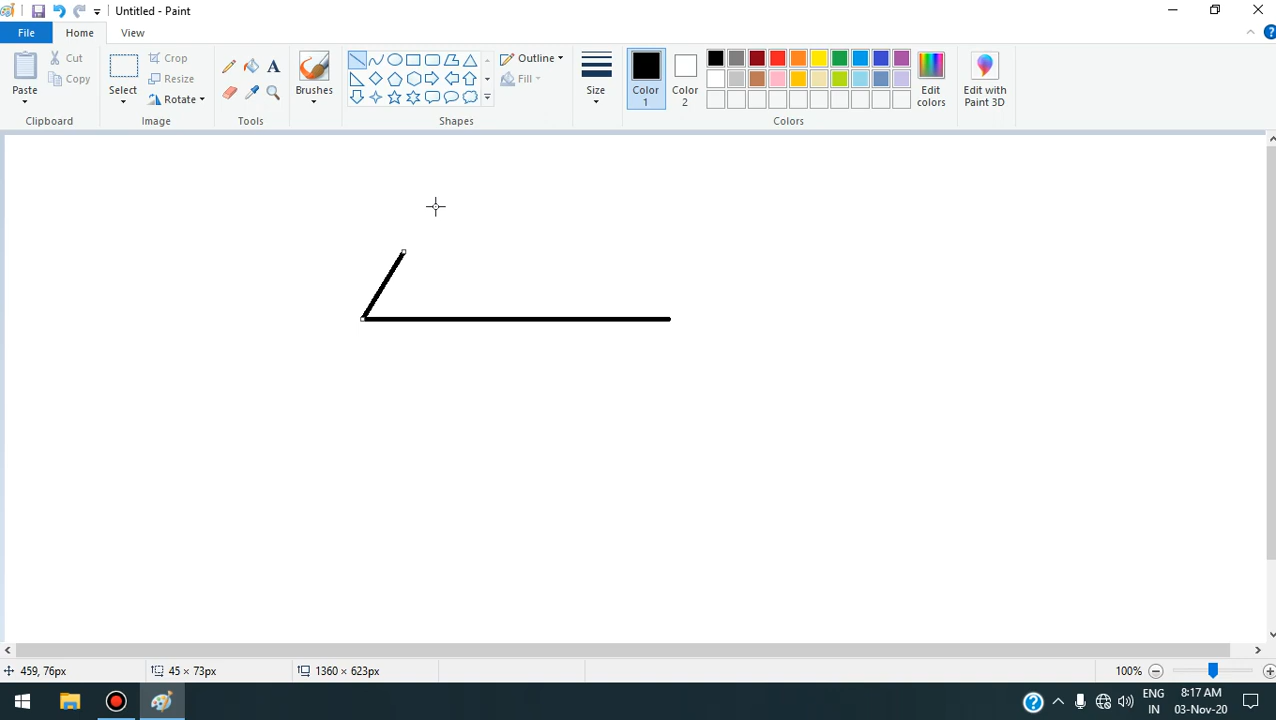 Untitled - Paint
File Home View
Paste
Cut
Copy
Clipboard
Select
Crop
Resize
Rotate
Image
A
Tools
Brushes
Shapes
Outline
Fill
Size
Color 1
Color 2
Edit colors
Colors
Edit with Paint 3D
459, 76px
45 × 73px
1360 × 623px
100%
ENG
IN
8:17 AM
03-Nov-20